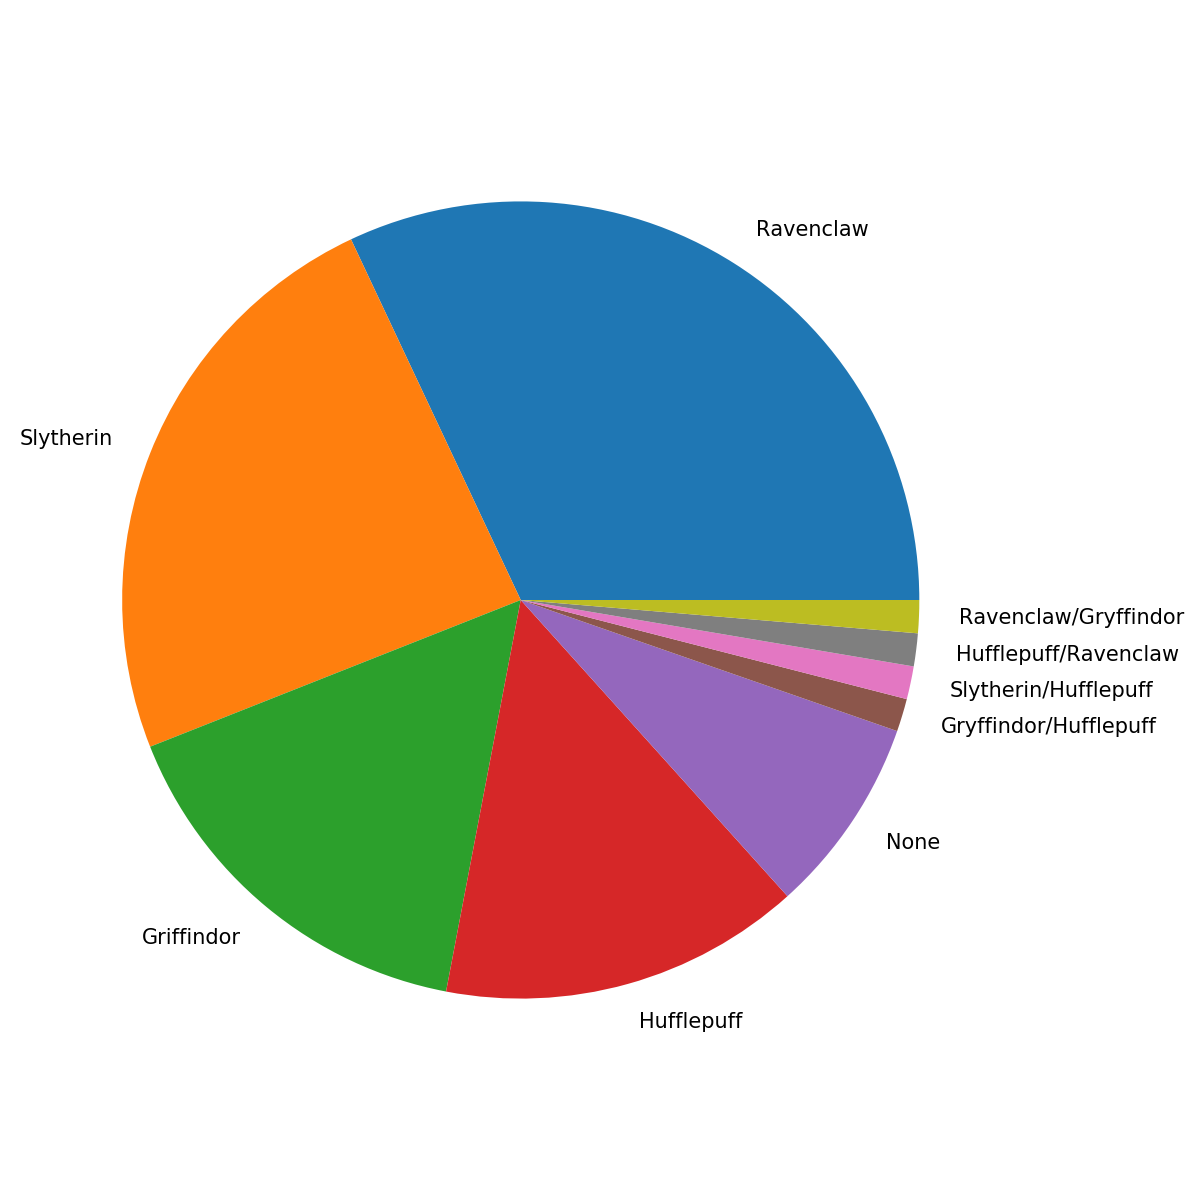 Ravenclaw
Slytherin
Ravenclaw/Gryffindor
Hufflepuff/Ravenclaw
Slytherin/Hufflepuff
Gryffindor/Hufflepuff
None
Griffindor
Hufflepuff